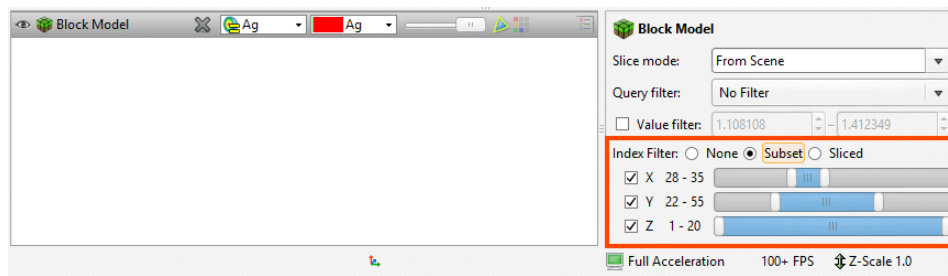 Block Model Ag Ag
Block Model
Slice mode: From Scene
Query filter: No Filter
Value filter: 1.108108 – 1.412349
Index Filter: None Subset Sliced
X 28 - 35
Y 22 - 55
Z 1 - 20
Full Acceleration 100+ FPS Z-Scale 1.0